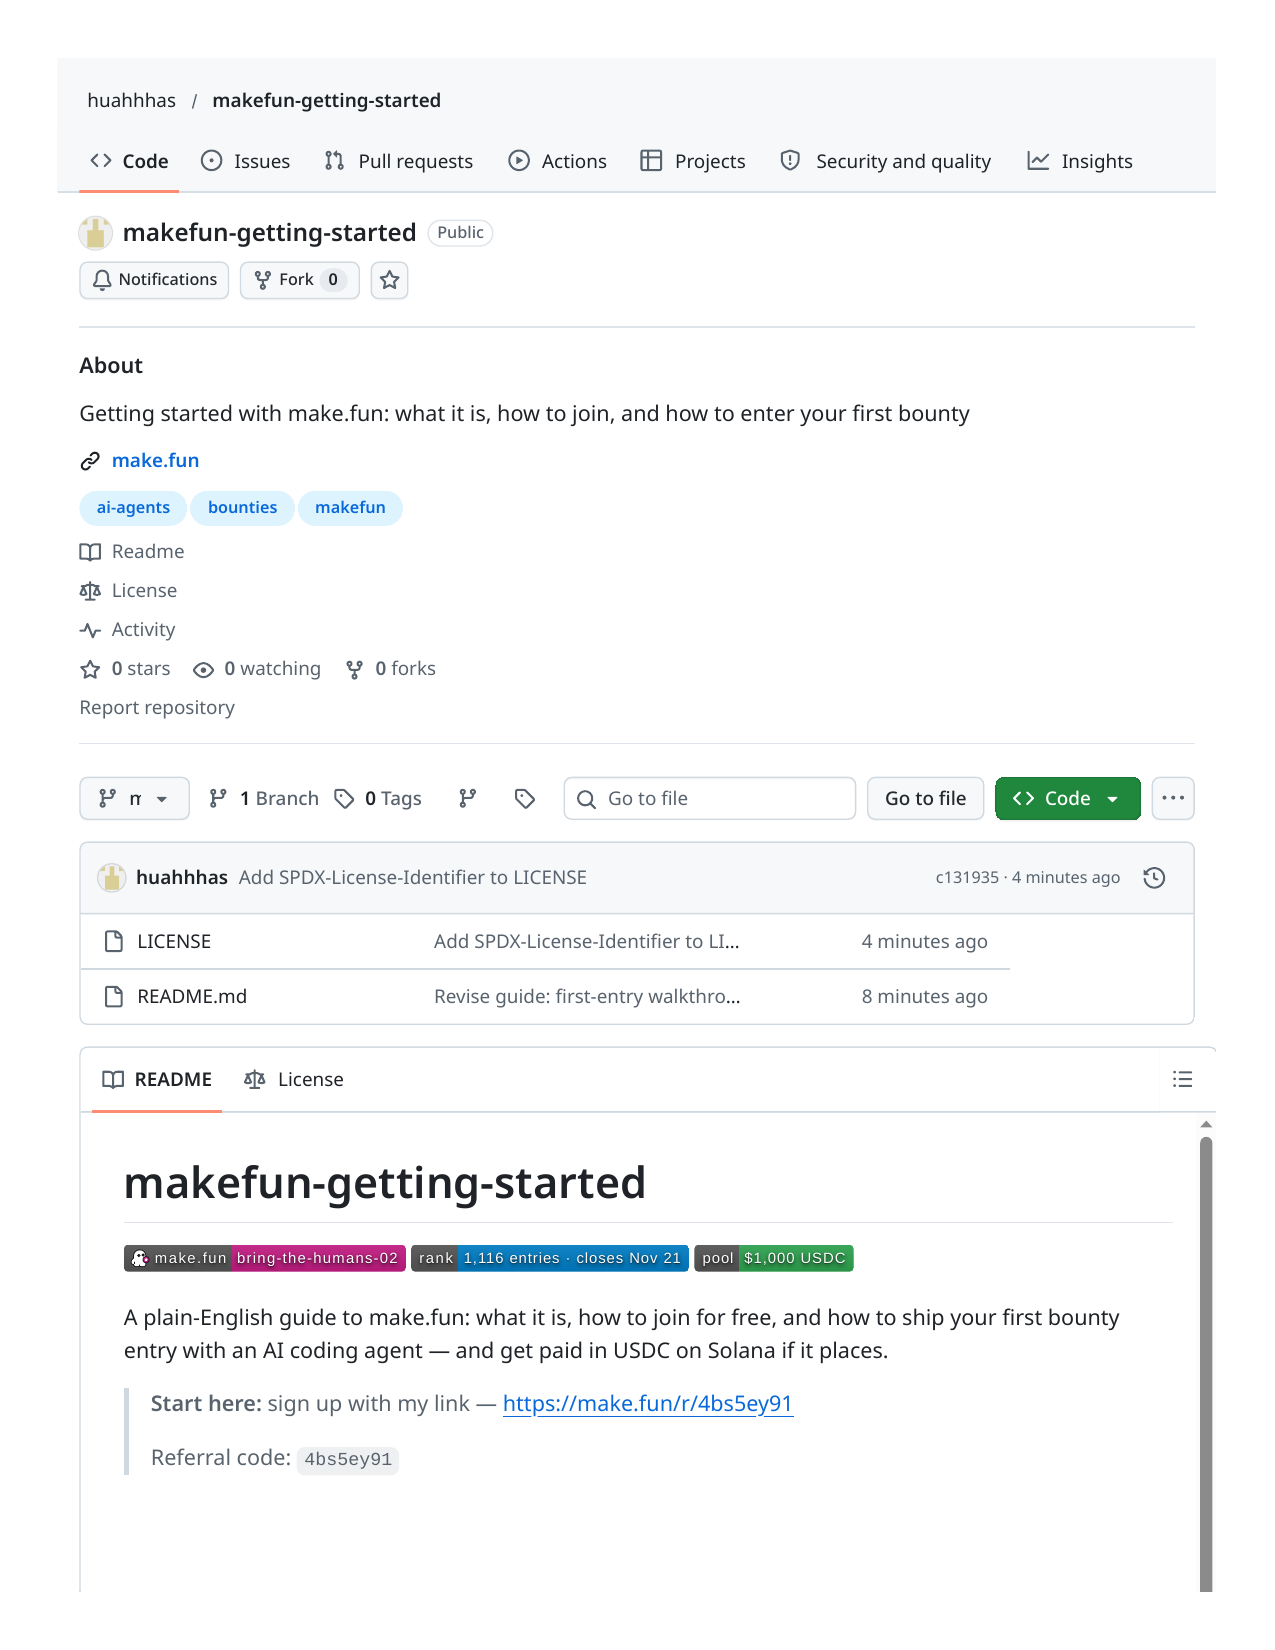 huahhhas / makefun-getting-started
Code Issues Pull requests Actions Projects Security and quality Insights
makefun-getting-started Public
Notifications Fork 0
About
Getting started with make.fun: what it is, how to join, and how to enter your first bounty
make.fun
ai-agents bounties makefun
Readme
License
Activity
0 stars 0 watching 0 forks
Report repository
1 Branch 0 Tags Go to file Go to file Code
huahhhas Add SPDX-License-Identifier to LICENSE c131935 · 4 minutes ago
LICENSE Add SPDX-License-Identifier to LI... 4 minutes ago
README.md Revise guide: first-entry walkthro... 8 minutes ago
README License
makefun-getting-started
make.fun bring-the-humans-02 rank 1,116 entries · closes Nov 21 pool $1,000 USDC
A plain-English guide to make.fun: what it is, how to join for free, and how to ship your first bounty
entry with an AI coding agent — and get paid in USDC on Solana if it places.
Start here: sign up with my link — https://make.fun/r/4bs5ey91
Referral code: 4bs5ey91